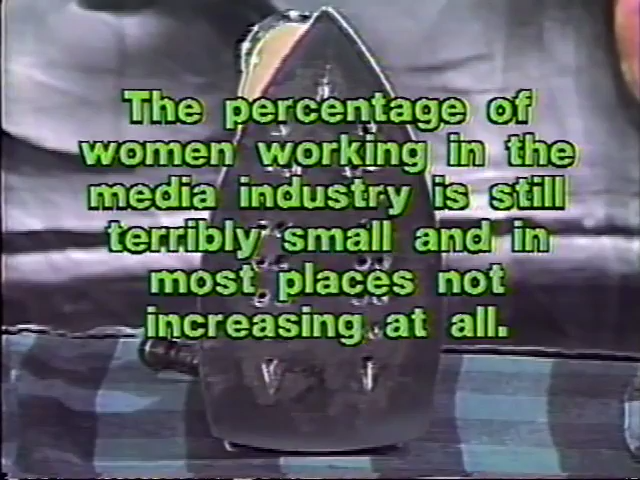 The percentage of
women working in the
media industry is still
terribly small and in
most places not
increasing at all.